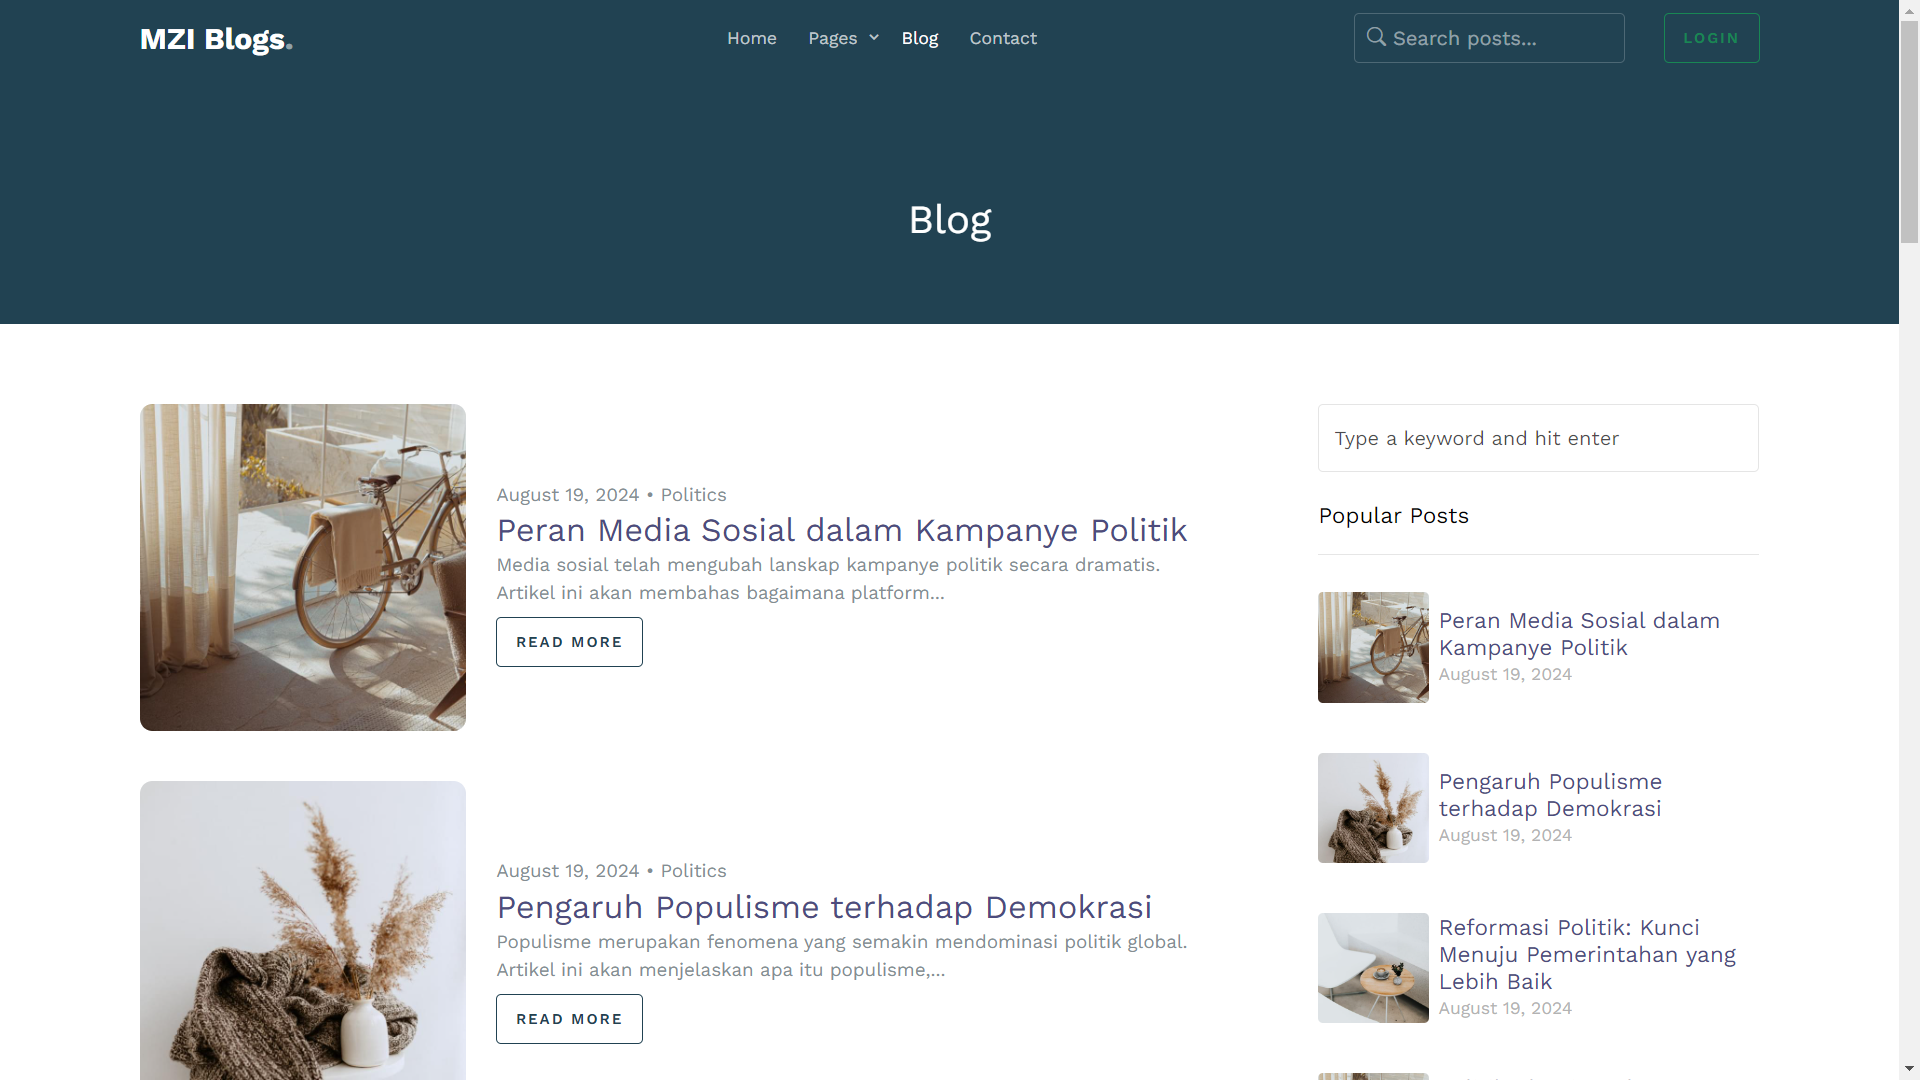 MZI Blogs.
Home
Pages
Blog
Contact
Search posts...
LOGIN
Blog
August 19, 2024 • Politics
Peran Media Sosial dalam Kampanye Politik
Media sosial telah mengubah lanskap kampanye politik secara dramatis.
Artikel ini akan membahas bagaimana platform...
READ MORE
August 19, 2024 • Politics
Pengaruh Populisme terhadap Demokrasi
Populisme merupakan fenomena yang semakin mendominasi politik global.
Artikel ini akan menjelaskan apa itu populisme,...
READ MORE
Type a keyword and hit enter
Popular Posts
Peran Media Sosial dalam
Kampanye Politik
August 19, 2024
Pengaruh Populisme
terhadap Demokrasi
August 19, 2024
Reformasi Politik: Kunci
Menuju Pemerintahan yang
Lebih Baik
August 19, 2024